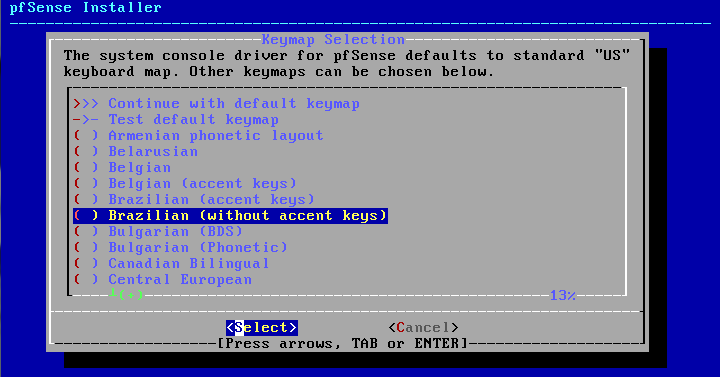 pfSense Installer
Keymap Selection
The system console driver for pfSense defaults to standard "US"
keyboard map. Other keymaps can be chosen below.
>>> Continue with default keymap
->- Test default keymap
( ) Armenian phonetic layout
( ) Belarusian
( ) Belgian
( ) Belgian (accent keys)
( ) Brazilian (accent keys)
( ) Brazilian (without accent keys)
( ) Bulgarian (BDS)
( ) Bulgarian (Phonetic)
( ) Canadian Bilingual
( ) Central European
↓(+) 13%
<Select> <Cancel>
[Press arrows, TAB or ENTER]